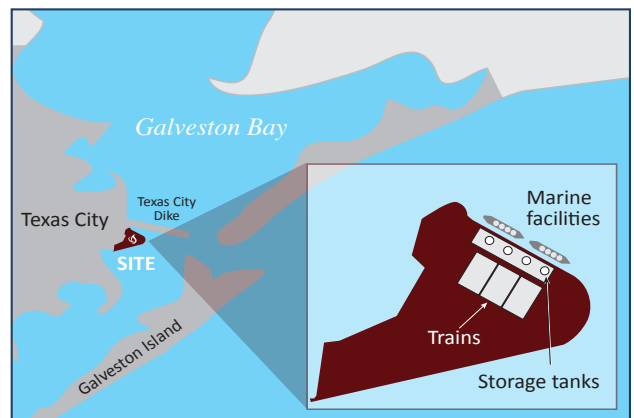 Galveston Bay
Texas City
Texas City
Dike
SITE
Galveston Island
Marine
facilities
Trains
Storage tanks